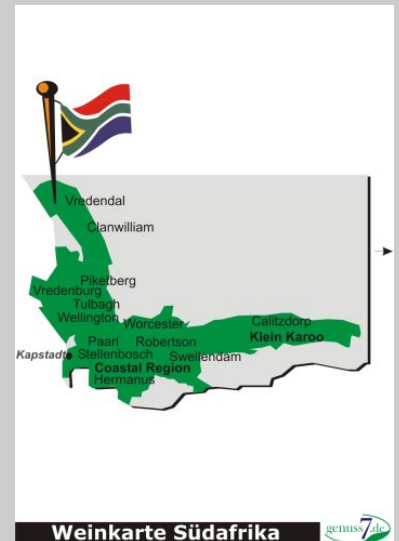 Vredendal
Clanwilliam
Piketberg
Vredenburg
Tulbagh
Wellington
Worcester
Calitzdorp
Klein Karoo
Paarl
Robertson
Kapstadt
Stellenbosch
Swellendam
Coastal Region
Hermanus
Weinkarte Südafrika
genuss7.de